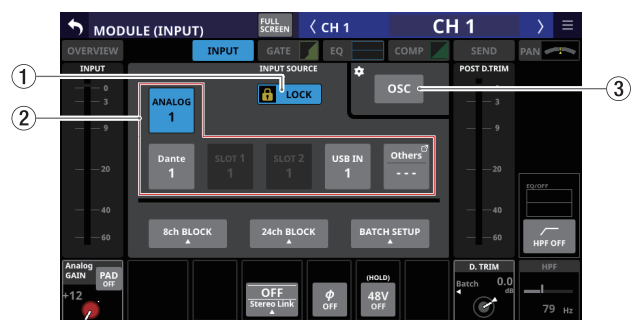 MODULE (INPUT)
FULL
SCREEN
CH 1
CH 1
OVERVIEW
INPUT
GATE
EQ
COMP
SEND
PAN
INPUT
INPUT SOURCE
POST D.TRIM
1
LOCK
OSC
3
2
ANALOG
1
0
3
9
20
40
60
3
9
20
40
60
Dante
1
SLOT 1
1
SLOT 2
1
USB IN
1
Others
---
EQ/OFF
8ch BLOCK
24ch BLOCK
BATCH SETUP
HPF OFF
Analog
GAIN
PAD
OFF
+12
OFF
Stereo Link
φ
OFF
(HOLD)
48V
OFF
D. TRIM
Batch
0.0
dB
HPF
79 Hz